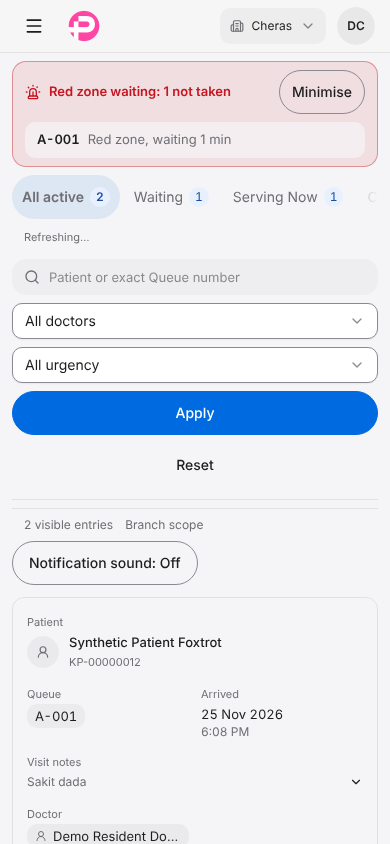 Cheras
DC
Red zone waiting: 1 not taken
Minimise
A-001 Red zone, waiting 1 min
All active 2 Waiting 1 Serving Now 1
Refreshing...
Patient or exact Queue number
All doctors
All urgency
Apply
Reset
2 visible entries Branch scope
Notification sound: Off
Patient
Synthetic Patient Foxtrot
KP-00000012
Queue Arrived
A-001 25 Nov 2026
6:08 PM
Visit notes
Sakit dada
Doctor
Demo Resident Do...